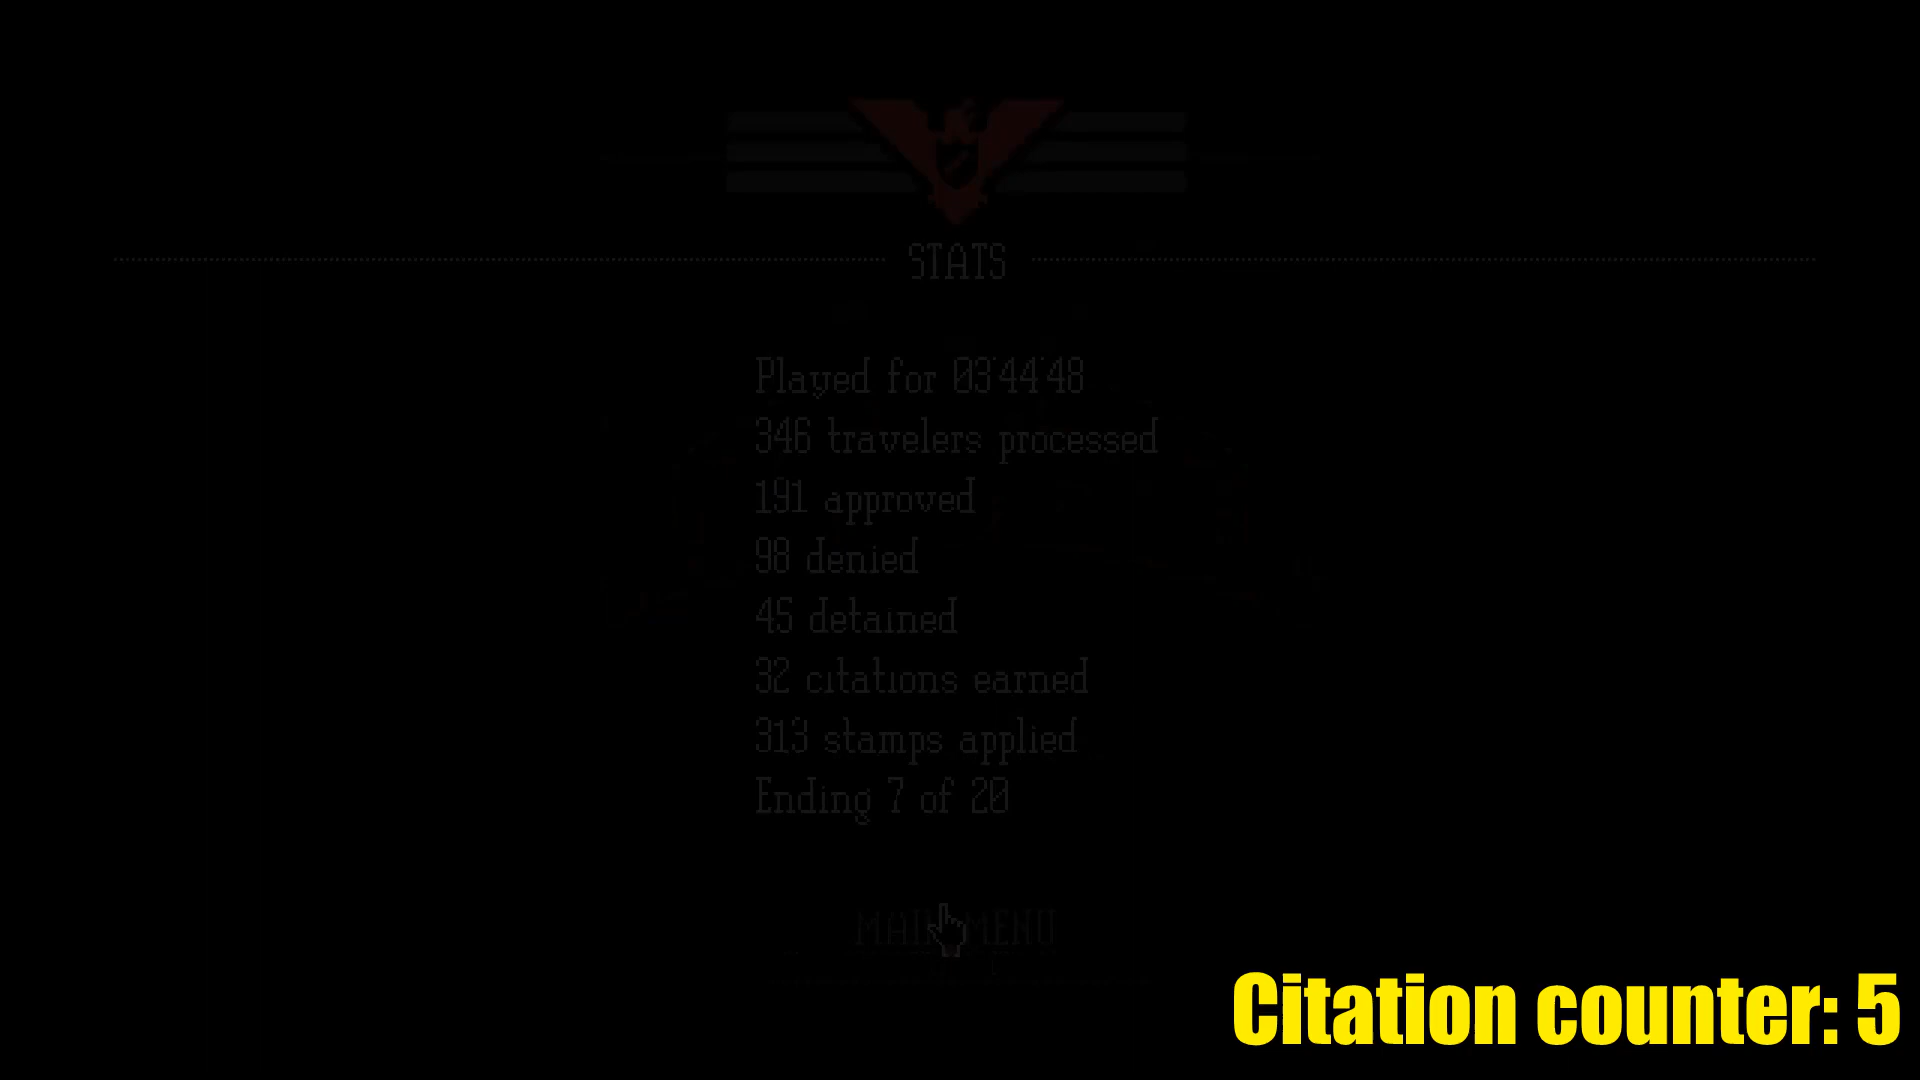 STATS
Played for 03'44'48
346 travelers processed
191 approved
98 denied
45 detained
32 citations earned
313 stamps applied
Ending 7 of 20
MAIN MENU
Citation counter: 5